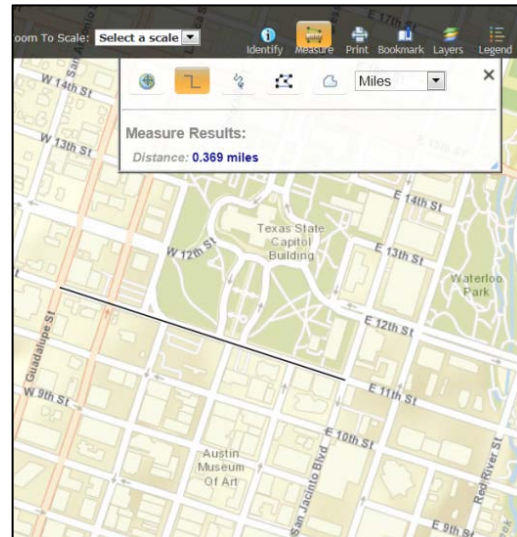 oom To Scale: Select a scale
Identify Measure Print Bookmark Layers Legend
Miles
Measure Results:
Distance: 0.369 miles
San Antonio
E 17th St
W 14th St
W 13th St
E 14th St
Texas State
Capitol
Building
W 12th St
E 13th St
Waterloo
Park
E 12th St
Guadalupe St
W 9th St
E 11th St
E 10th St
Austin
Museum
Of Art
San Jacinto Blvd
Red River St
E 9th St